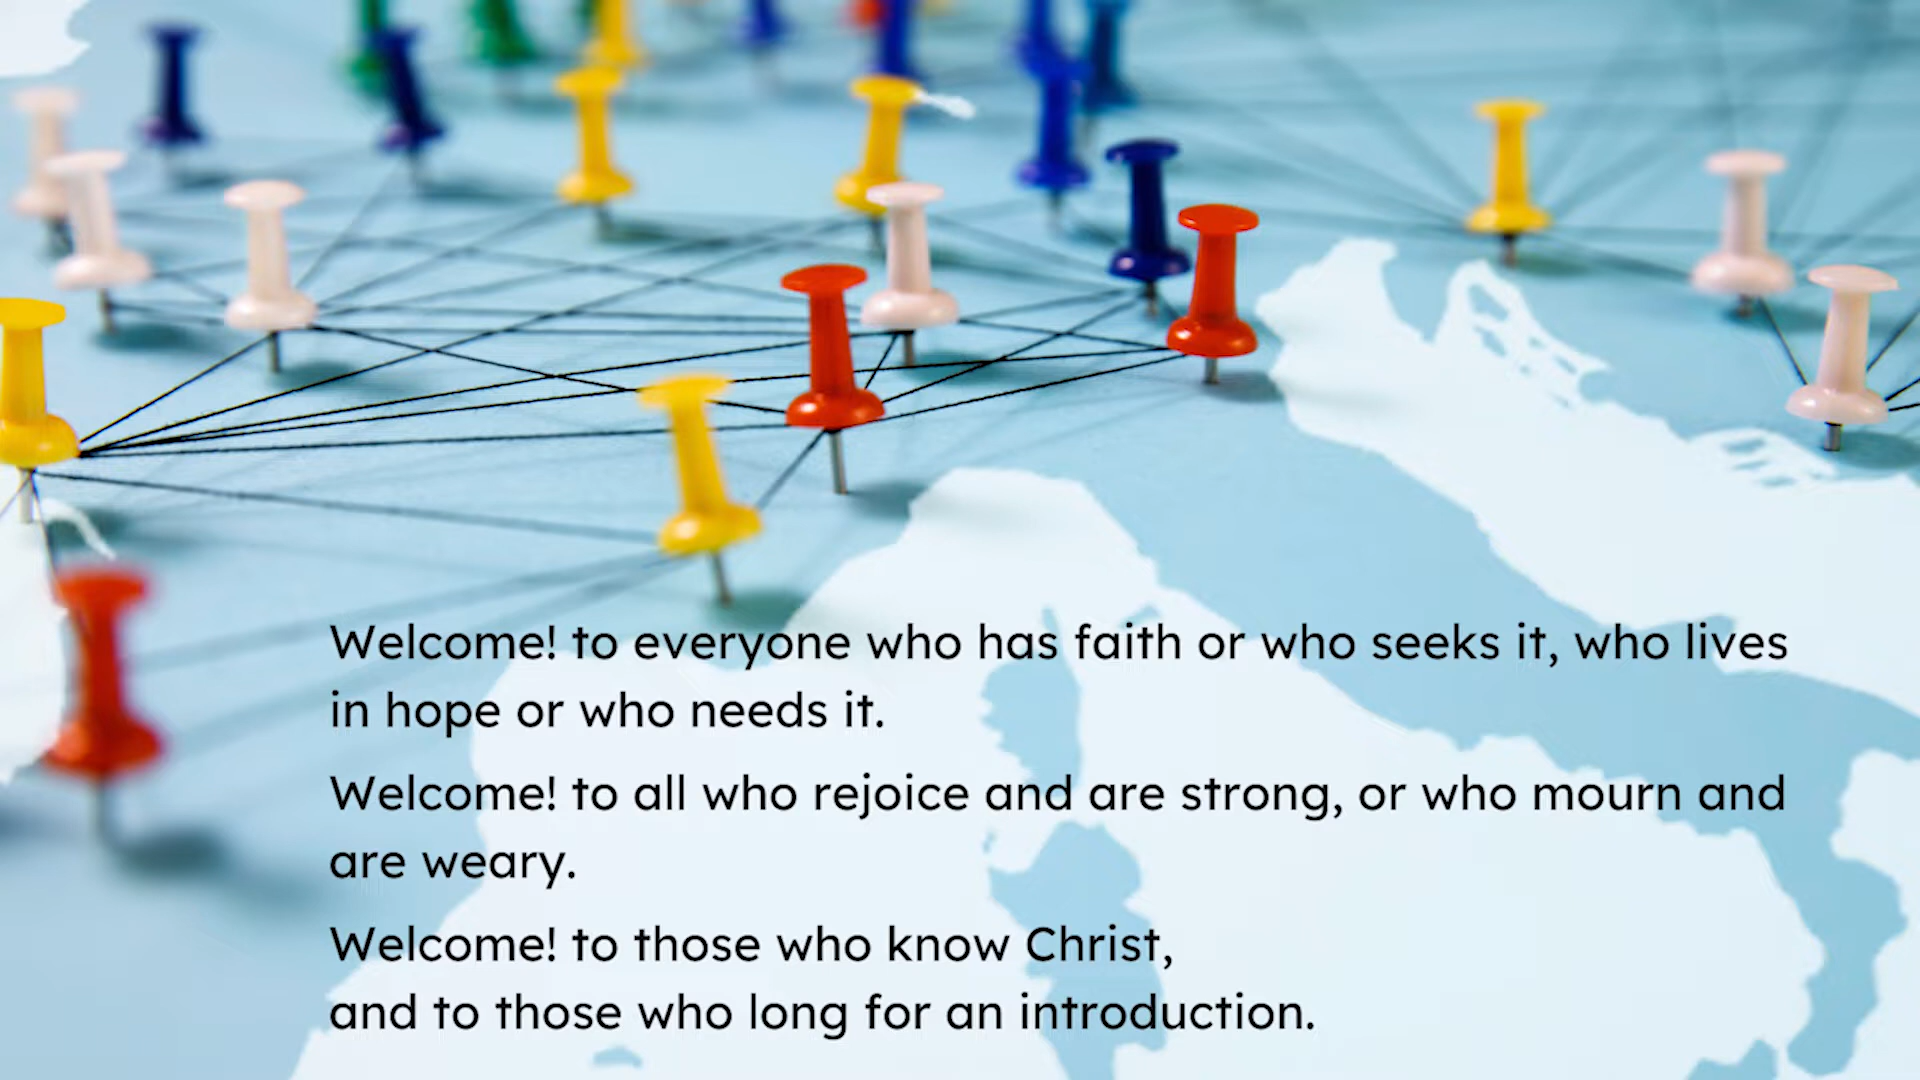 Welcome! to everyone who has faith or who seeks it, who lives
in hope or who needs it.
Welcome! to all who rejoice and are strong, or who mourn and
are weary.
Welcome! to those who know Christ,
and to those who long for an introduction.